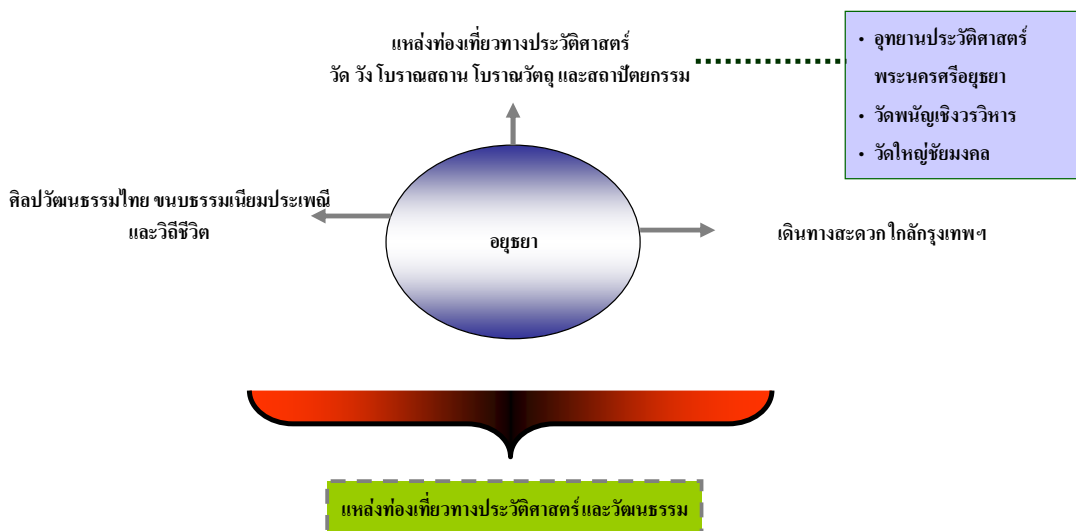 แหล่งท่องเที่ยวทางประวัติศาสตร์
วัด วัง โบราณสถาน โบราณวัตถุ และสถาปัตยกรรม
• อุทยานประวัติศาสตร์
พระนครศรีอยุธยา
• วัดพนัญเชิงวรวิหาร
• วัดใหญ่ชัยมงคล
ศิลปวัฒนธรรมไทย ขนบธรรมเนียมประเพณี
และวิถีชีวิต
อยุธยา
เดินทางสะดวก ใกล้กรุงเทพฯ
แหล่งท่องเที่ยวทางประวัติศาสตร์ และวัฒนธรรม